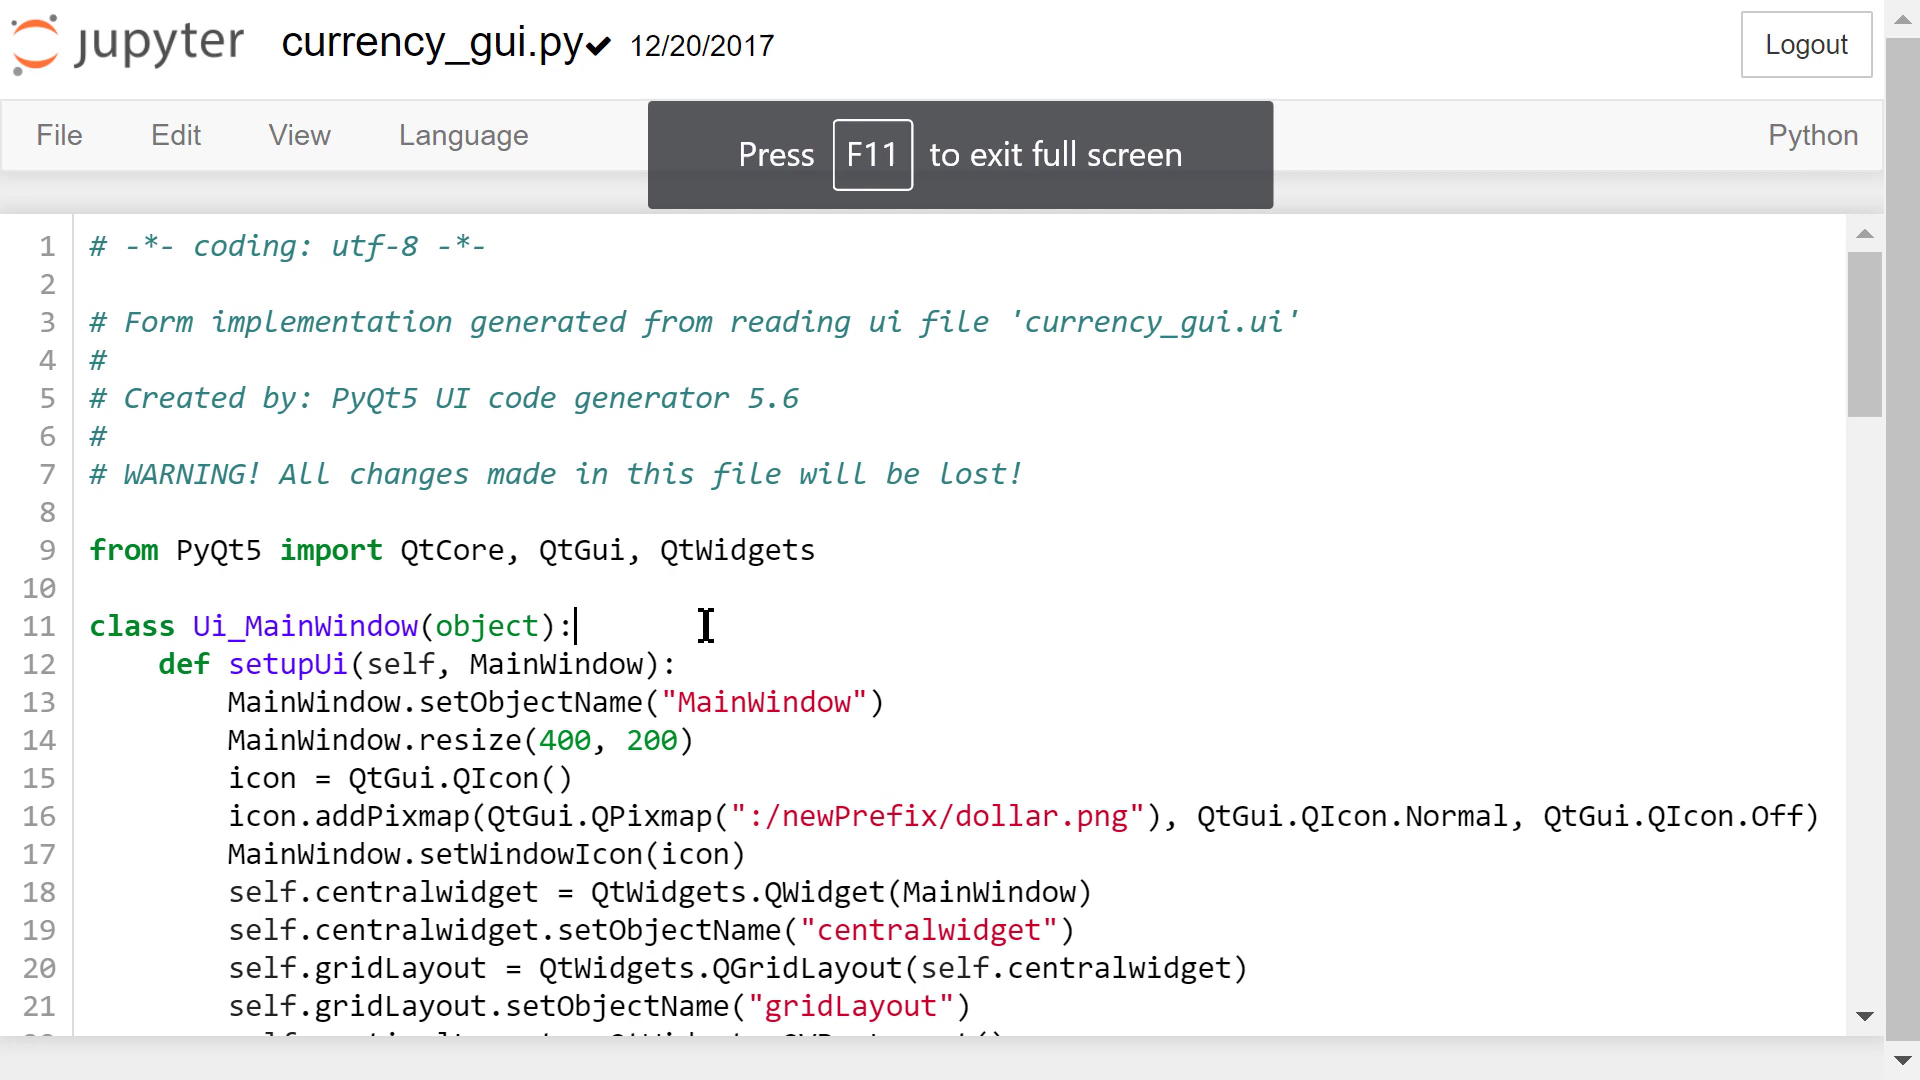 jupyter currency_gui.py✔ 12/20/2017 Logout
File Edit View Language Python
Press F11 to exit full screen
1 # -*- coding: utf-8 -*-
2
3 # Form implementation generated from reading ui file 'currency_gui.ui'
4 #
5 # Created by: PyQt5 UI code generator 5.6
6 #
7 # WARNING! All changes made in this file will be lost!
8
9 from PyQt5 import QtCore, QtGui, QtWidgets
10
11 class Ui_MainWindow(object):
12     def setupUi(self, MainWindow):
13         MainWindow.setObjectName("MainWindow")
14         MainWindow.resize(400, 200)
15         icon = QtGui.QIcon()
16         icon.addPixmap(QtGui.QPixmap(":/newPrefix/dollar.png"), QtGui.QIcon.Normal, QtGui.QIcon.Off)
17         MainWindow.setWindowIcon(icon)
18         self.centralwidget = QtWidgets.QWidget(MainWindow)
19         self.centralwidget.setObjectName("centralwidget")
20         self.gridLayout = QtWidgets.QGridLayout(self.centralwidget)
21         self.gridLayout.setObjectName("gridLayout")